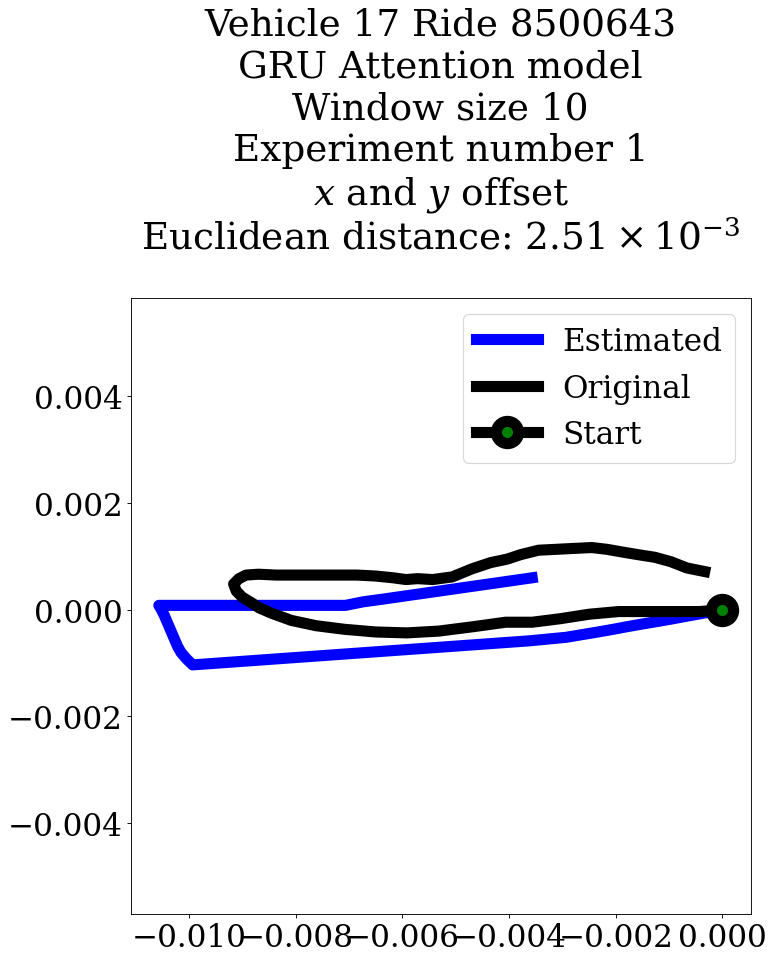 Vehicle 17 Ride 8500643
GRU Attention model
Window size 10
Experiment number 1
x and y offset
Euclidean distance: 2.51 × 10⁻³
Estimated
Original
Start
0.004
0.002
0.000
−0.002
−0.004
−0.010 −0.008 −0.006 −0.004 −0.002 0.000